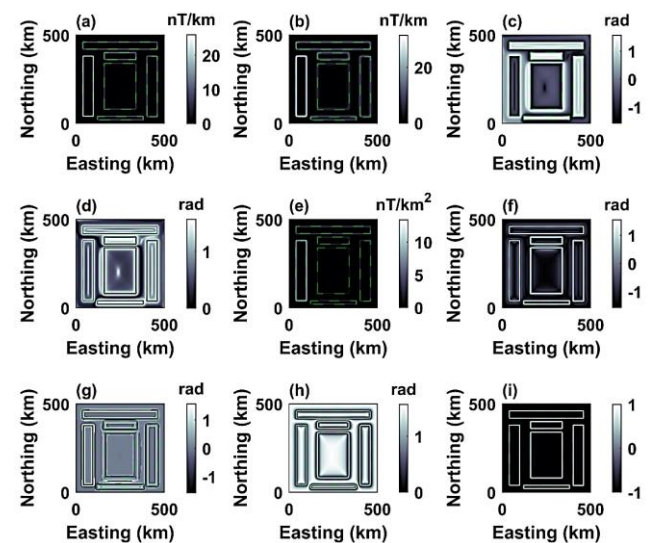 (a) nT/km (b) nT/km (c) rad
500 500 500
Northing (km) Northing (km) Northing (km)
20 10 0
20 0
1 0 -1
0 0 0
0 500 0 500 0 500
Easting (km) Easting (km) Easting (km)
(d) rad (e) nT/km² (f) rad
500 500 500
Northing (km) Northing (km) Northing (km)
1 0
10 5 0
1 0 -1
0 0 0
0 500 0 500 0 500
Easting (km) Easting (km) Easting (km)
(g) rad (h) rad (i)
500 500 500
Northing (km) Northing (km) Northing (km)
1 0 -1
1 0
1 0 -1
0 0 0
0 500 0 500 0 500
Easting (km) Easting (km) Easting (km)